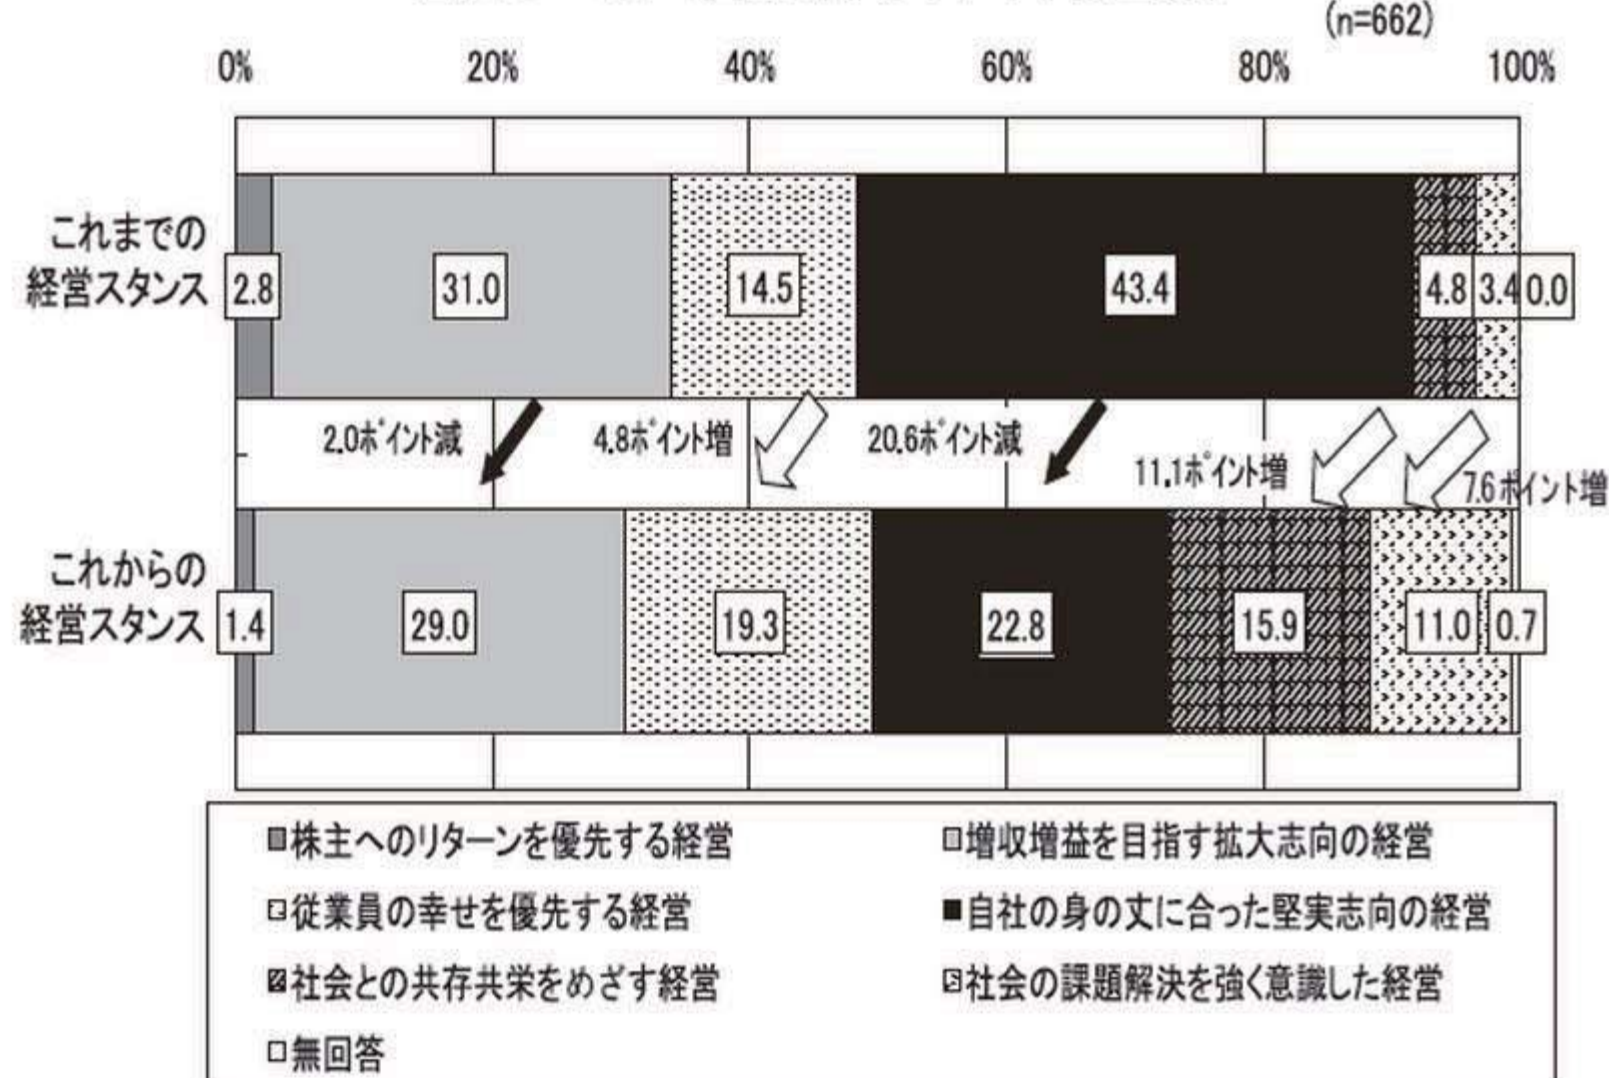 (n=662)
0% 20% 40% 60% 80% 100%
これまでの
経営スタンス
2.8 31.0 14.5 43.4 4.8 3.4 0.0
2.0ポイント減 4.8ポイント増 20.6ポイント減 11.1ポイント増 7.6ポイント増
これからの
経営スタンス
1.4 29.0 19.3 22.8 15.9 11.0 0.7
株主へのリターンを優先する経営 増収増益を目指す拡大志向の経営
従業員の幸せを優先する経営 自社の身の丈に合った堅実志向の経営
社会との共存共栄をめざす経営 社会の課題解決を強く意識した経営
無回答